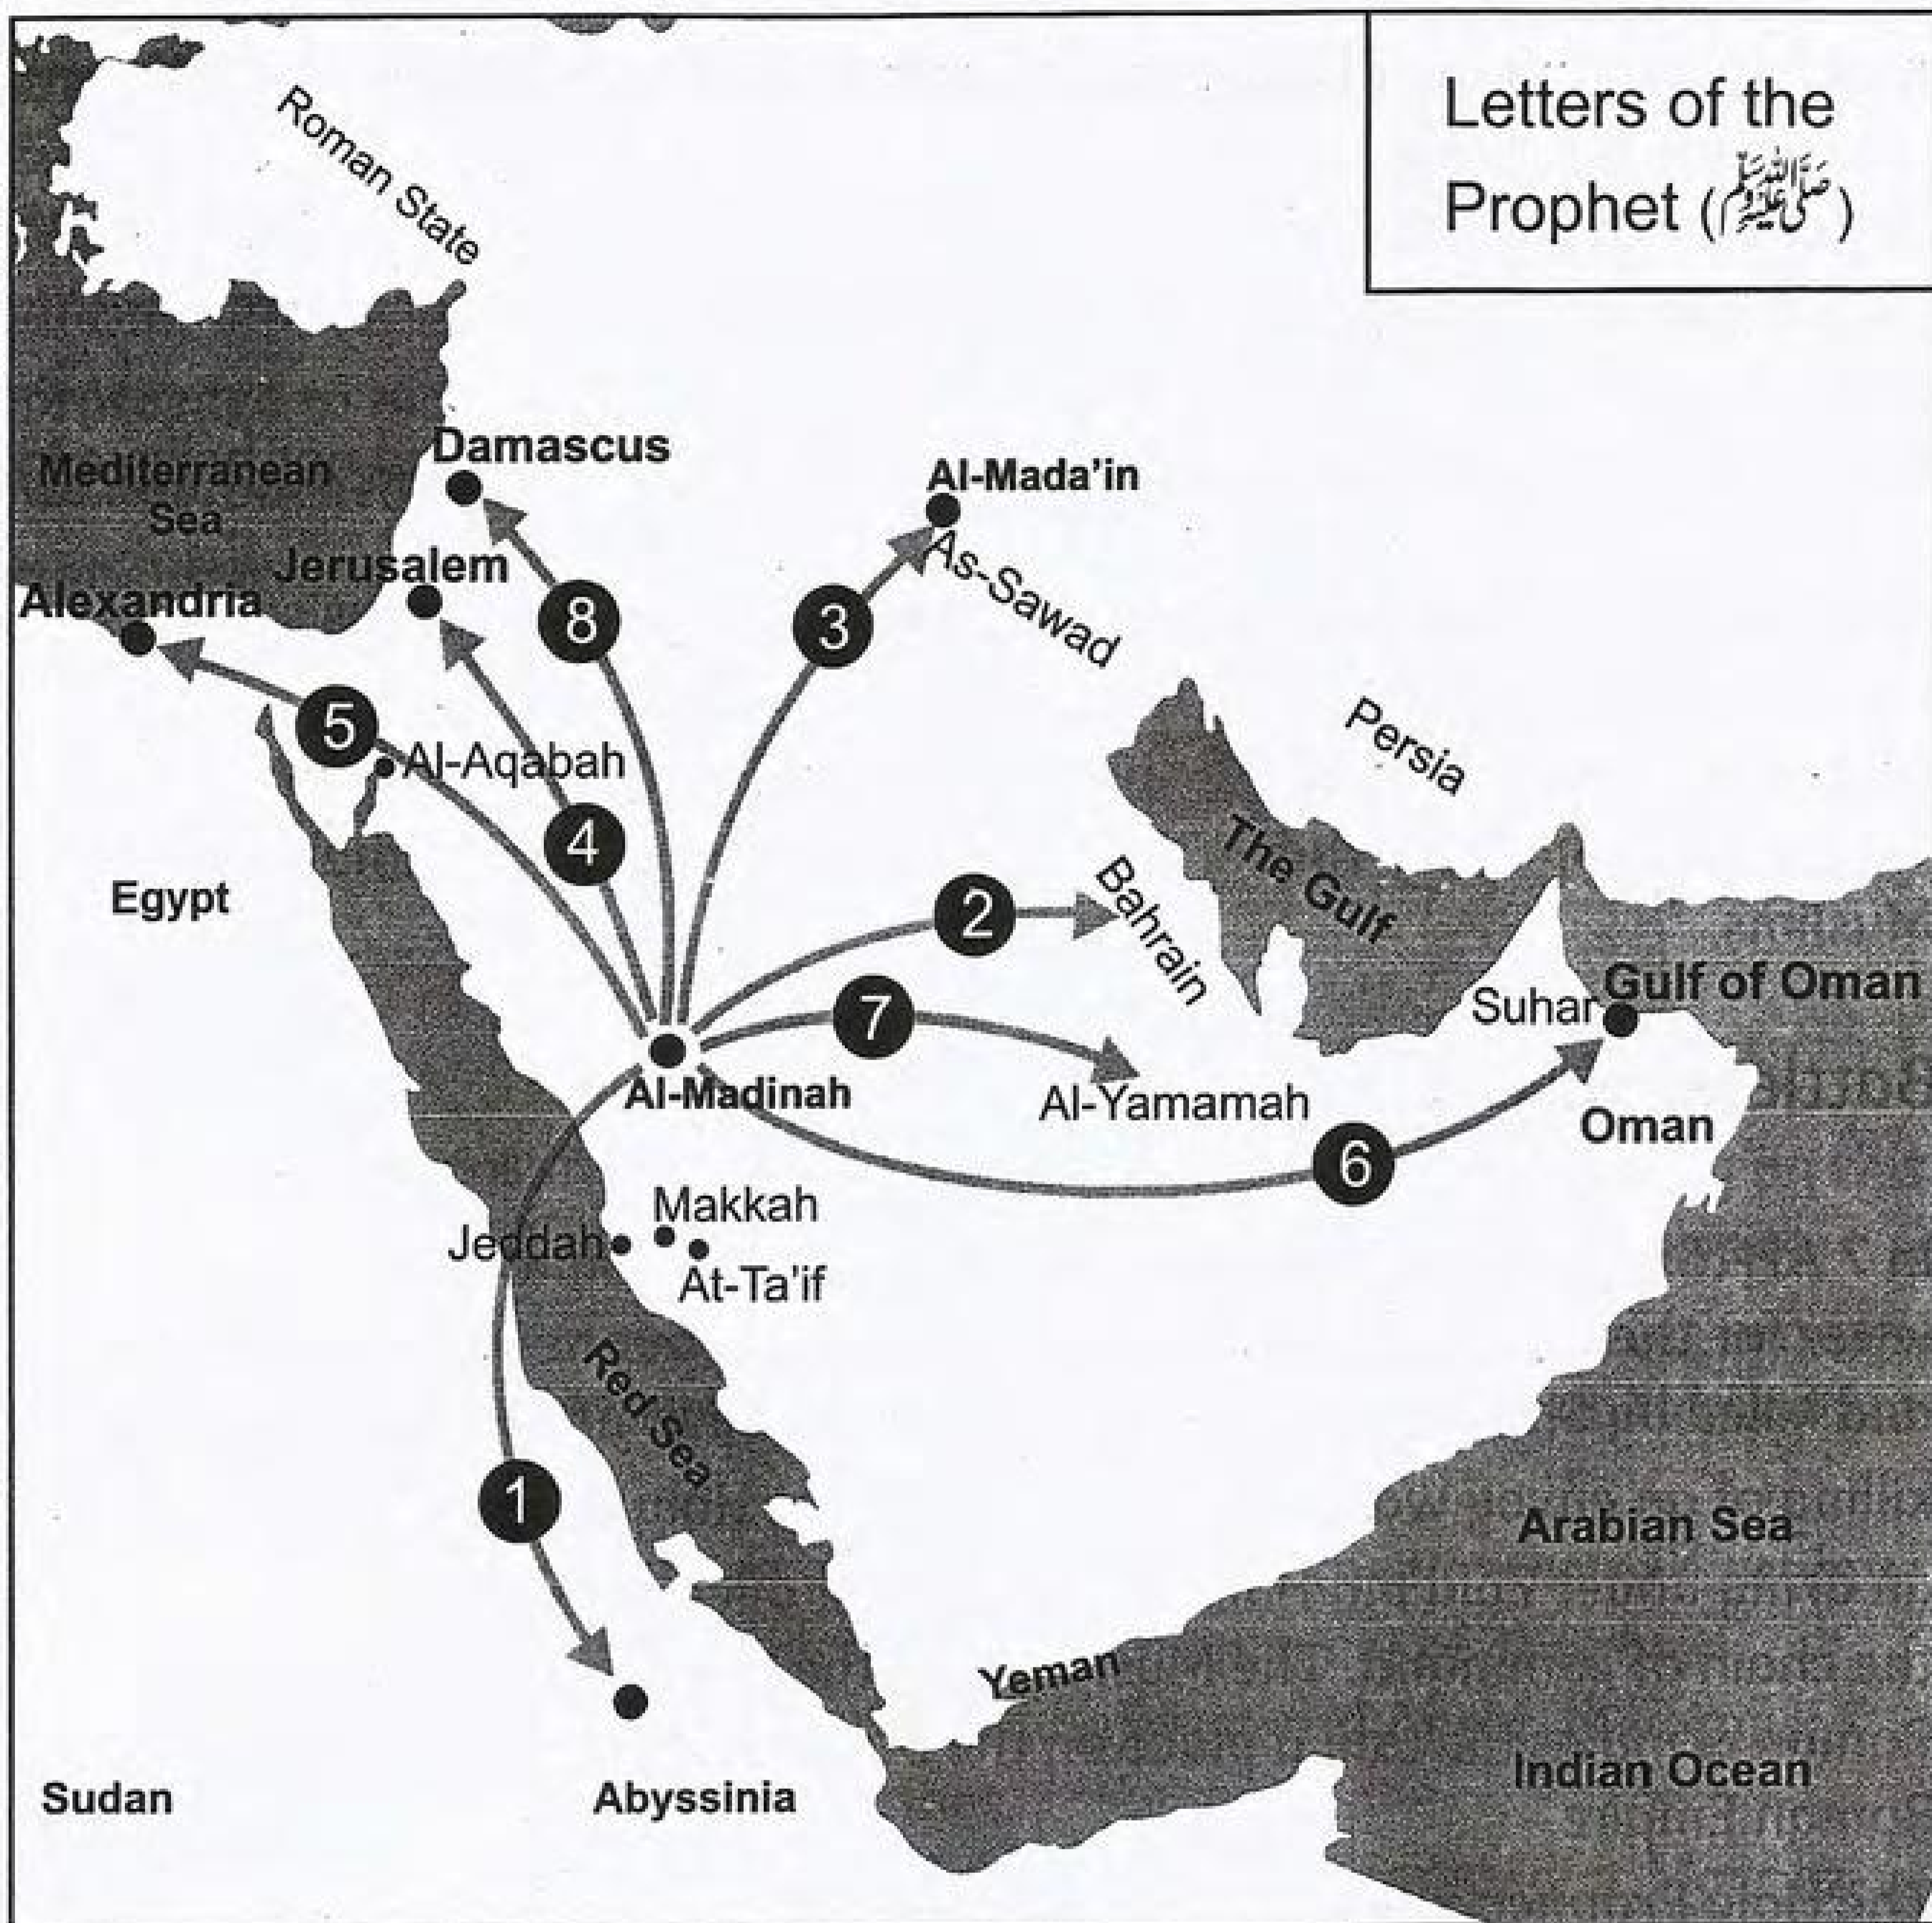 Letters of the
Prophet (ﷺ)
Roman State
Damascus
Mediterranean
Sea
Al-Mada'in
Jerusalem
As-Sawad
Alexandria
8
3
5
Persia
Al-Aqabah
4
The Gulf
Egypt
2
Bahrain
Gulf of Oman
Suhar
7
Al-Madinah
Al-Yamamah
Oman
6
Makkah
Jeddah
At-Ta'if
Red Sea
1
Arabian Sea
Yeman
Indian Ocean
Sudan
Abyssinia